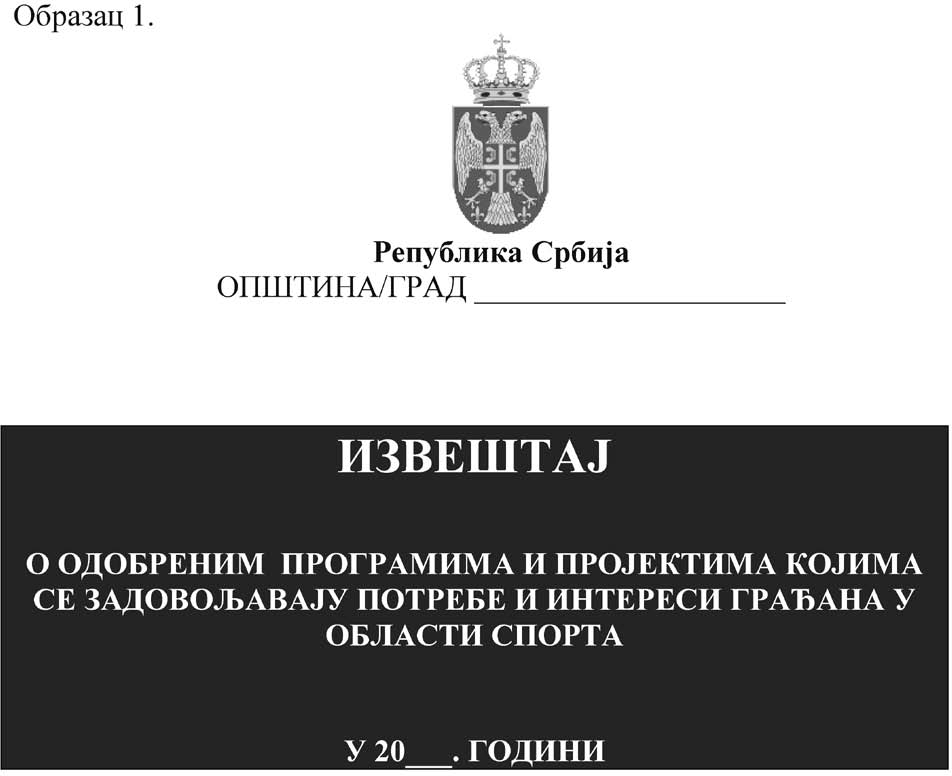 Образац 1.
Република Србија
ОПШТИНА/ГРАД ____________________
ИЗВЕШТАЈ
О ОДОБРЕНИМ ПРОГРАМИМА И ПРОЈЕКТИМА КОЈИМА
СЕ ЗАДОВОЉАВАЈУ ПОТРЕБЕ И ИНТЕРЕСИ ГРАЂАНА У
ОБЛАСТИ СПОРТА
У 20___. ГОДИНИ